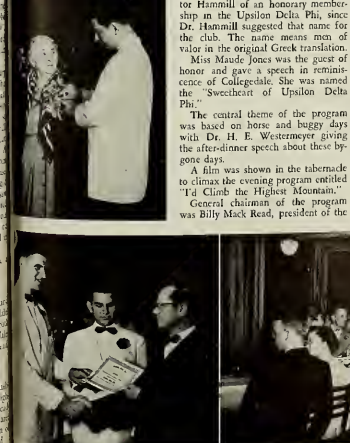 tor Hammill of an honorary member-
ship in the Upsilon Delta Phi, since
Dr. Hammill suggested that name for
the club. The name means men of
valor in the original Greek translation.
Miss Maude Jones was the guest of
honor and gave a speech in reminis-
cence of Collegedale. She was named
the "Sweetheart of Upsilon Delta
Phi."
The central theme of the program
was based on horse and buggy days
with Dr. H. E. Westermeyer giving
the after-dinner speech about these by-
gone days.
A film was shown in the tabernacle
to climax the evening program entitled
"I'd Climb the Highest Mountain."
General chairman of the program
was Billy Mack Read, president of the